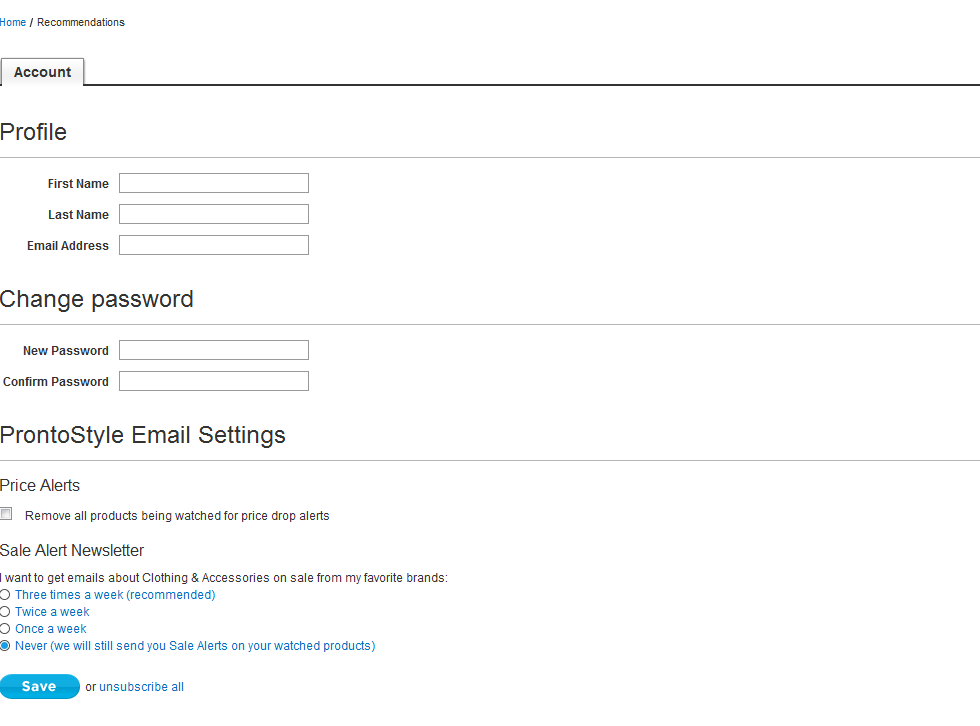 Home / Recommendations
Account
Profile
First Name
Last Name
Email Address
Change password
New Password
Confirm Password
ProntoStyle Email Settings
Price Alerts
Remove all products being watched for price drop alerts
Sale Alert Newsletter
I want to get emails about Clothing & Accessories on sale from my favorite brands:
Three times a week (recommended)
Twice a week
Once a week
Never (we will still send you Sale Alerts on your watched products)
Save or unsubscribe all